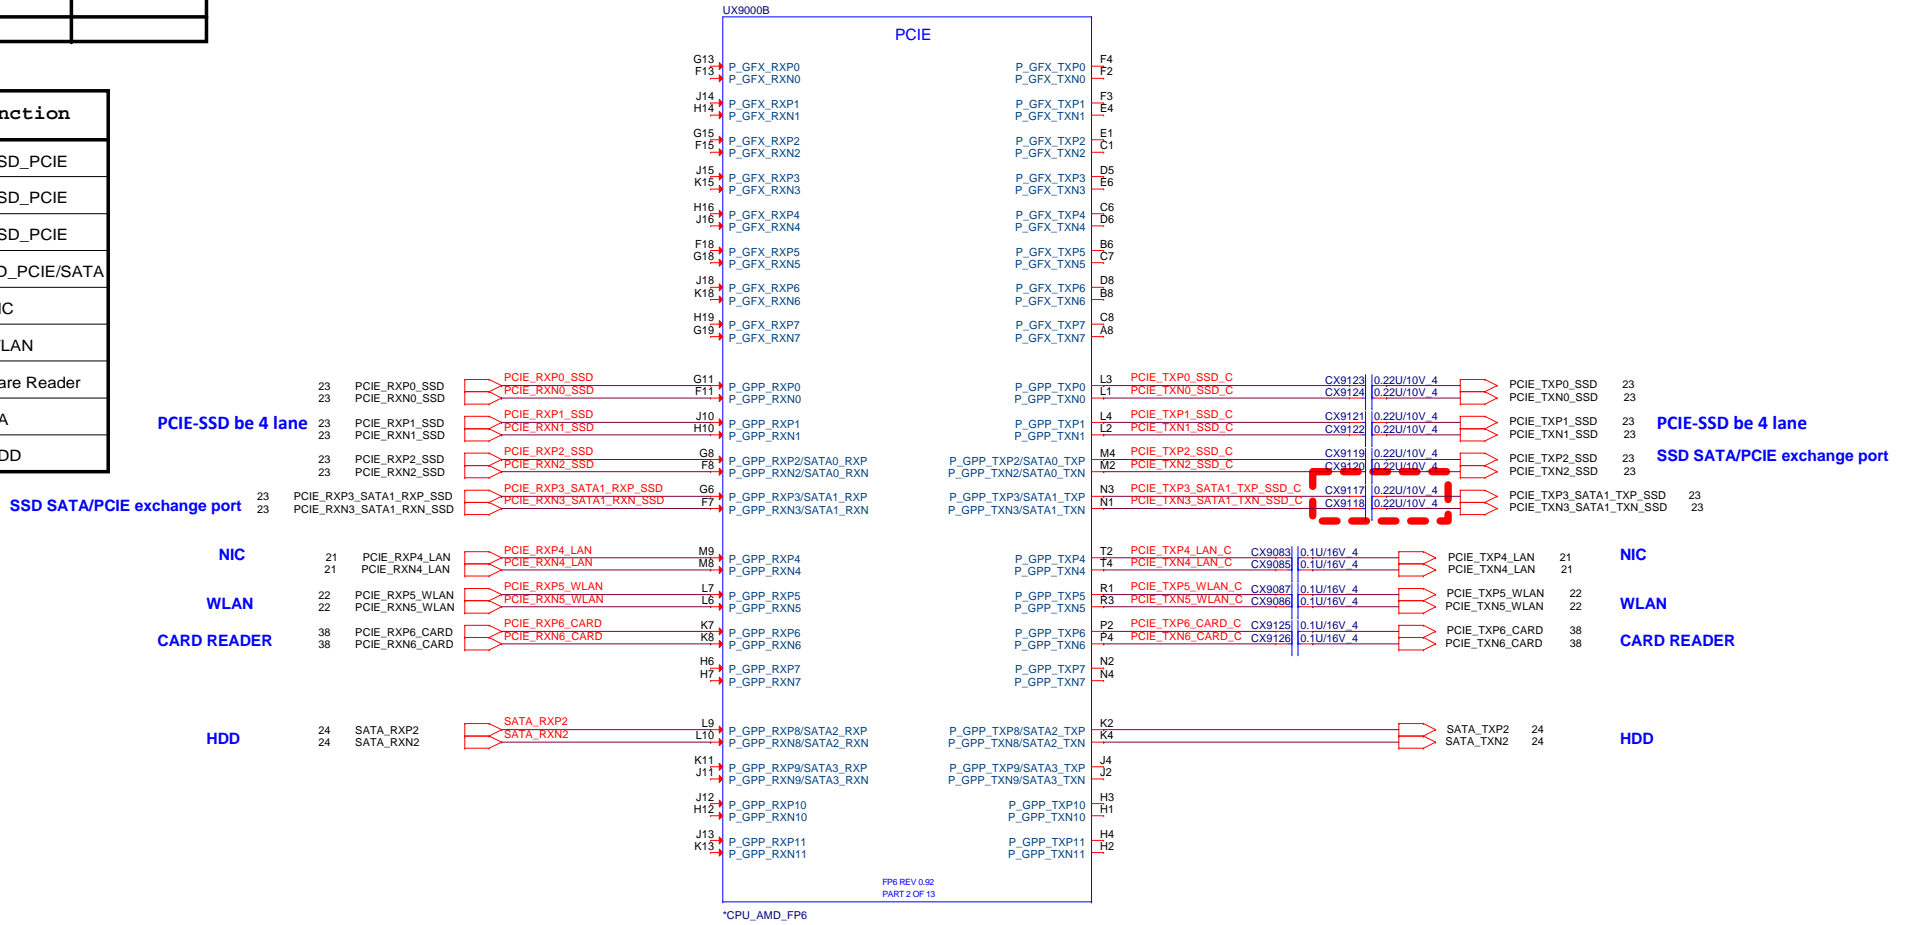 UX9000B
PCIE
nction
SD_PCIE
SD_PCIE
SD_PCIE
D_PCIE/SATA
IC
/LAN
are Reader
A
DD
G13 P_GFX_RXP0 P_GFX_TXP0 F4
F13 P_GFX_RXN0 P_GFX_TXN0 F2
J14 P_GFX_RXP1 P_GFX_TXP1 F3
H14 P_GFX_RXN1 P_GFX_TXN1 E4
G15 P_GFX_RXP2 P_GFX_TXP2 E1
F15 P_GFX_RXN2 P_GFX_TXN2 C1
J15 P_GFX_RXP3 P_GFX_TXP3 D5
K15 P_GFX_RXN3 P_GFX_TXN3 E6
H16 P_GFX_RXP4 P_GFX_TXP4 C6
J16 P_GFX_RXN4 P_GFX_TXN4 D6
F18 P_GFX_RXP5 P_GFX_TXP5 B6
G18 P_GFX_RXN5 P_GFX_TXN5 C7
J18 P_GFX_RXP6 P_GFX_TXP6 D8
K18 P_GFX_RXN6 P_GFX_TXN6 B8
H19 P_GFX_RXP7 P_GFX_TXP7 C8
G19 P_GFX_RXN7 P_GFX_TXN7 A8
23 PCIE_RXP0_SSD PCIE_RXP0_SSD G11 P_GPP_RXP0 P_GPP_TXP0 L3 PCIE_TXP0_SSD_C CX9123 0.22U/10V_4 PCIE_TXP0_SSD 23
23 PCIE_RXN0_SSD PCIE_RXN0_SSD F11 P_GPP_RXN0 P_GPP_TXN0 L1 PCIE_TXN0_SSD_C CX9124 0.22U/10V_4 PCIE_TXN0_SSD 23
PCIE-SSD be 4 lane 23 PCIE_RXP1_SSD PCIE_RXP1_SSD J10 P_GPP_RXP1 P_GPP_TXP1 L4 PCIE_TXP1_SSD_C CX9121 0.22U/10V_4 PCIE_TXP1_SSD 23 PCIE-SSD be 4 lane
23 PCIE_RXN1_SSD PCIE_RXN1_SSD H10 P_GPP_RXN1 P_GPP_TXN1 L2 PCIE_TXN1_SSD_C CX9122 0.22U/10V_4 PCIE_TXN1_SSD 23
23 PCIE_RXP2_SSD PCIE_RXP2_SSD G8 P_GPP_RXP2/SATA0_RXP P_GPP_TXP2/SATA0_TXP M4 PCIE_TXP2_SSD_C CX9119 0.22U/10V_4 PCIE_TXP2_SSD 23 SSD SATA/PCIE exchange port
23 PCIE_RXN2_SSD PCIE_RXN2_SSD F8 P_GPP_RXN2/SATA0_RXN P_GPP_TXN2/SATA0_TXN M2 PCIE_TXN2_SSD_C CX9120 0.22U/10V_4 PCIE_TXN2_SSD 23
23 PCIE_RXP3_SATA1_RXP_SSD PCIE_RXP3_SATA1_RXP_SSD G6 P_GPP_RXP3/SATA1_RXP P_GPP_TXP3/SATA1_TXP N3 PCIE_TXP3_SATA1_TXP_SSD_C CX9117 0.22U/10V_4 PCIE_TXP3_SATA1_TXP_SSD 23
SSD SATA/PCIE exchange port 23 PCIE_RXN3_SATA1_RXN_SSD PCIE_RXN3_SATA1_RXN_SSD F7 P_GPP_RXN3/SATA1_RXN P_GPP_TXN3/SATA1_TXN N1 PCIE_TXN3_SATA1_TXN_SSD_C CX9118 0.22U/10V_4 PCIE_TXN3_SATA1_TXN_SSD 23
NIC 21 PCIE_RXP4_LAN PCIE_RXP4_LAN M9 P_GPP_RXP4 P_GPP_TXP4 T2 PCIE_TXP4_LAN_C CX9083 0.1U/16V_4 PCIE_TXP4_LAN 21 NIC
21 PCIE_RXN4_LAN PCIE_RXN4_LAN M8 P_GPP_RXN4 P_GPP_TXN4 T4 PCIE_TXN4_LAN_C CX9085 0.1U/16V_4 PCIE_TXN4_LAN 21
22 PCIE_RXP5_WLAN PCIE_RXP5_WLAN L7 P_GPP_RXP5 P_GPP_TXP5 R1 PCIE_TXP5_WLAN_C CX9087 0.1U/16V_4 PCIE_TXP5_WLAN 22
WLAN 22 PCIE_RXN5_WLAN PCIE_RXN5_WLAN L6 P_GPP_RXN5 P_GPP_TXN5 R3 PCIE_TXN5_WLAN_C CX9086 0.1U/16V_4 PCIE_TXN5_WLAN 22 WLAN
38 PCIE_RXP6_CARD PCIE_RXP6_CARD K7 P_GPP_RXP6 P_GPP_TXP6 P2 PCIE_TXP6_CARD_C CX9125 0.1U/16V_4 PCIE_TXP6_CARD 38
CARD READER 38 PCIE_RXN6_CARD PCIE_RXN6_CARD K8 P_GPP_RXN6 P_GPP_TXN6 P4 PCIE_TXN6_CARD_C CX9126 0.1U/16V_4 PCIE_TXN6_CARD 38 CARD READER
H6 P_GPP_RXP7 P_GPP_TXP7 N2
H7 P_GPP_RXN7 P_GPP_TXN7 N4
24 SATA_RXP2 SATA_RXP2 L9 P_GPP_RXP8/SATA2_RXP P_GPP_TXP8/SATA2_TXP K2 SATA_TXP2 24
HDD 24 SATA_RXN2 SATA_RXN2 L10 P_GPP_RXN8/SATA2_RXN P_GPP_TXN8/SATA2_TXN K4 SATA_TXN2 24 HDD
K11 P_GPP_RXP9/SATA3_RXP P_GPP_TXP9/SATA3_TXP J4
J11 P_GPP_RXN9/SATA3_RXN P_GPP_TXN9/SATA3_TXN J2
J12 P_GPP_RXP10 P_GPP_TXP10 H3
H12 P_GPP_RXN10 P_GPP_TXN10 H1
J13 P_GPP_RXP11 P_GPP_TXP11 H4
K13 P_GPP_RXN11 P_GPP_TXN11 H2
FP6 REV 0.92
PART 2 OF 13
*CPU_AMD_FP6